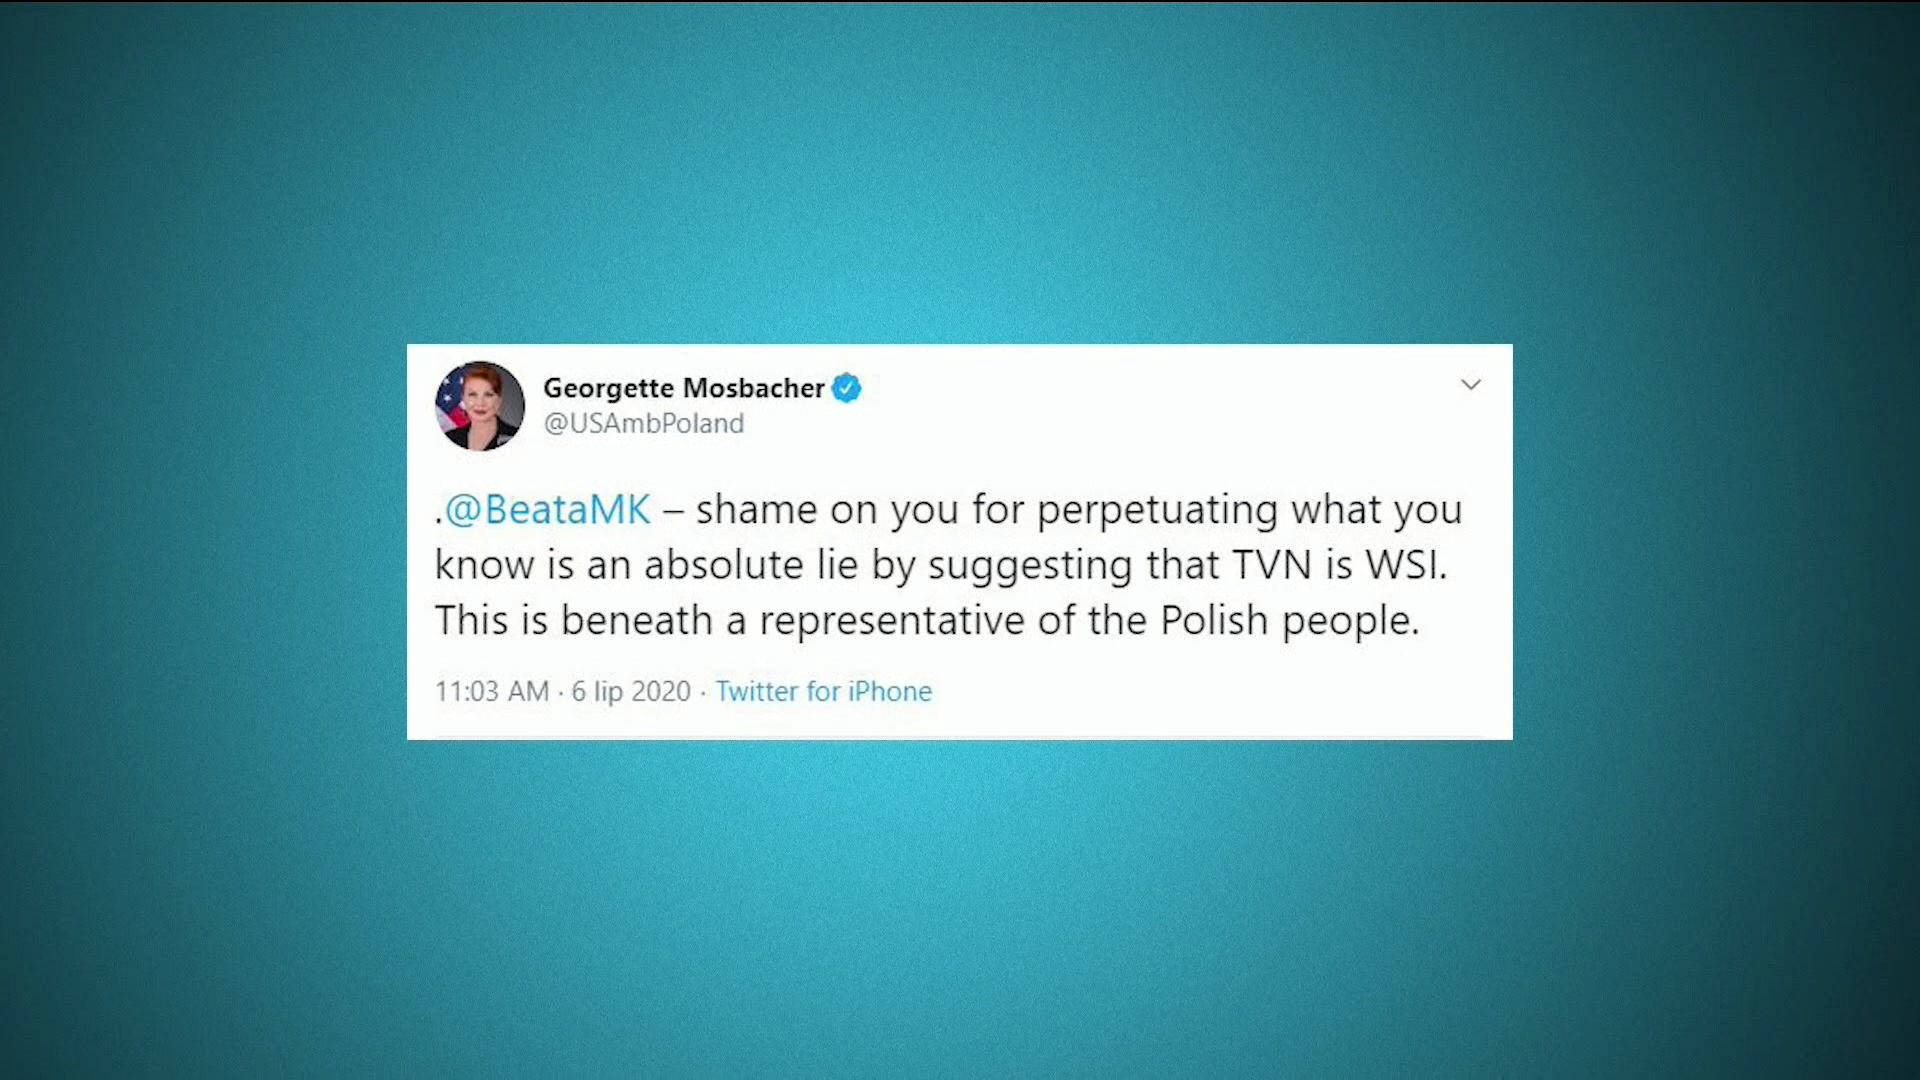 Georgette Mosbacher
@USAmbPoland
.@BeataMK – shame on you for perpetuating what you
know is an absolute lie by suggesting that TVN is WSI.
This is beneath a representative of the Polish people.
11:03 AM · 6 lip 2020 · Twitter for iPhone